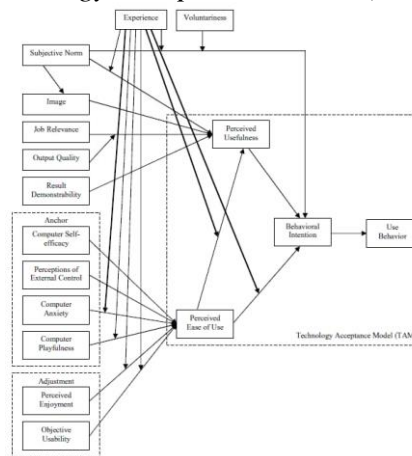 Experience
Voluntariness
Subjective Norm
Image
Job Relevance
Output Quality
Result
Demonstrability
Perceived
Usefulness
Anchor
Computer Self-
efficacy
Perceptions of
External Control
Computer
Anxiety
Computer
Playfulness
Behavioral
Intention
Use
Behavior
Perceived
Ease of Use
Technology Acceptance Model (TAM
Adjustment
Perceived
Enjoyment
Objective
Usability